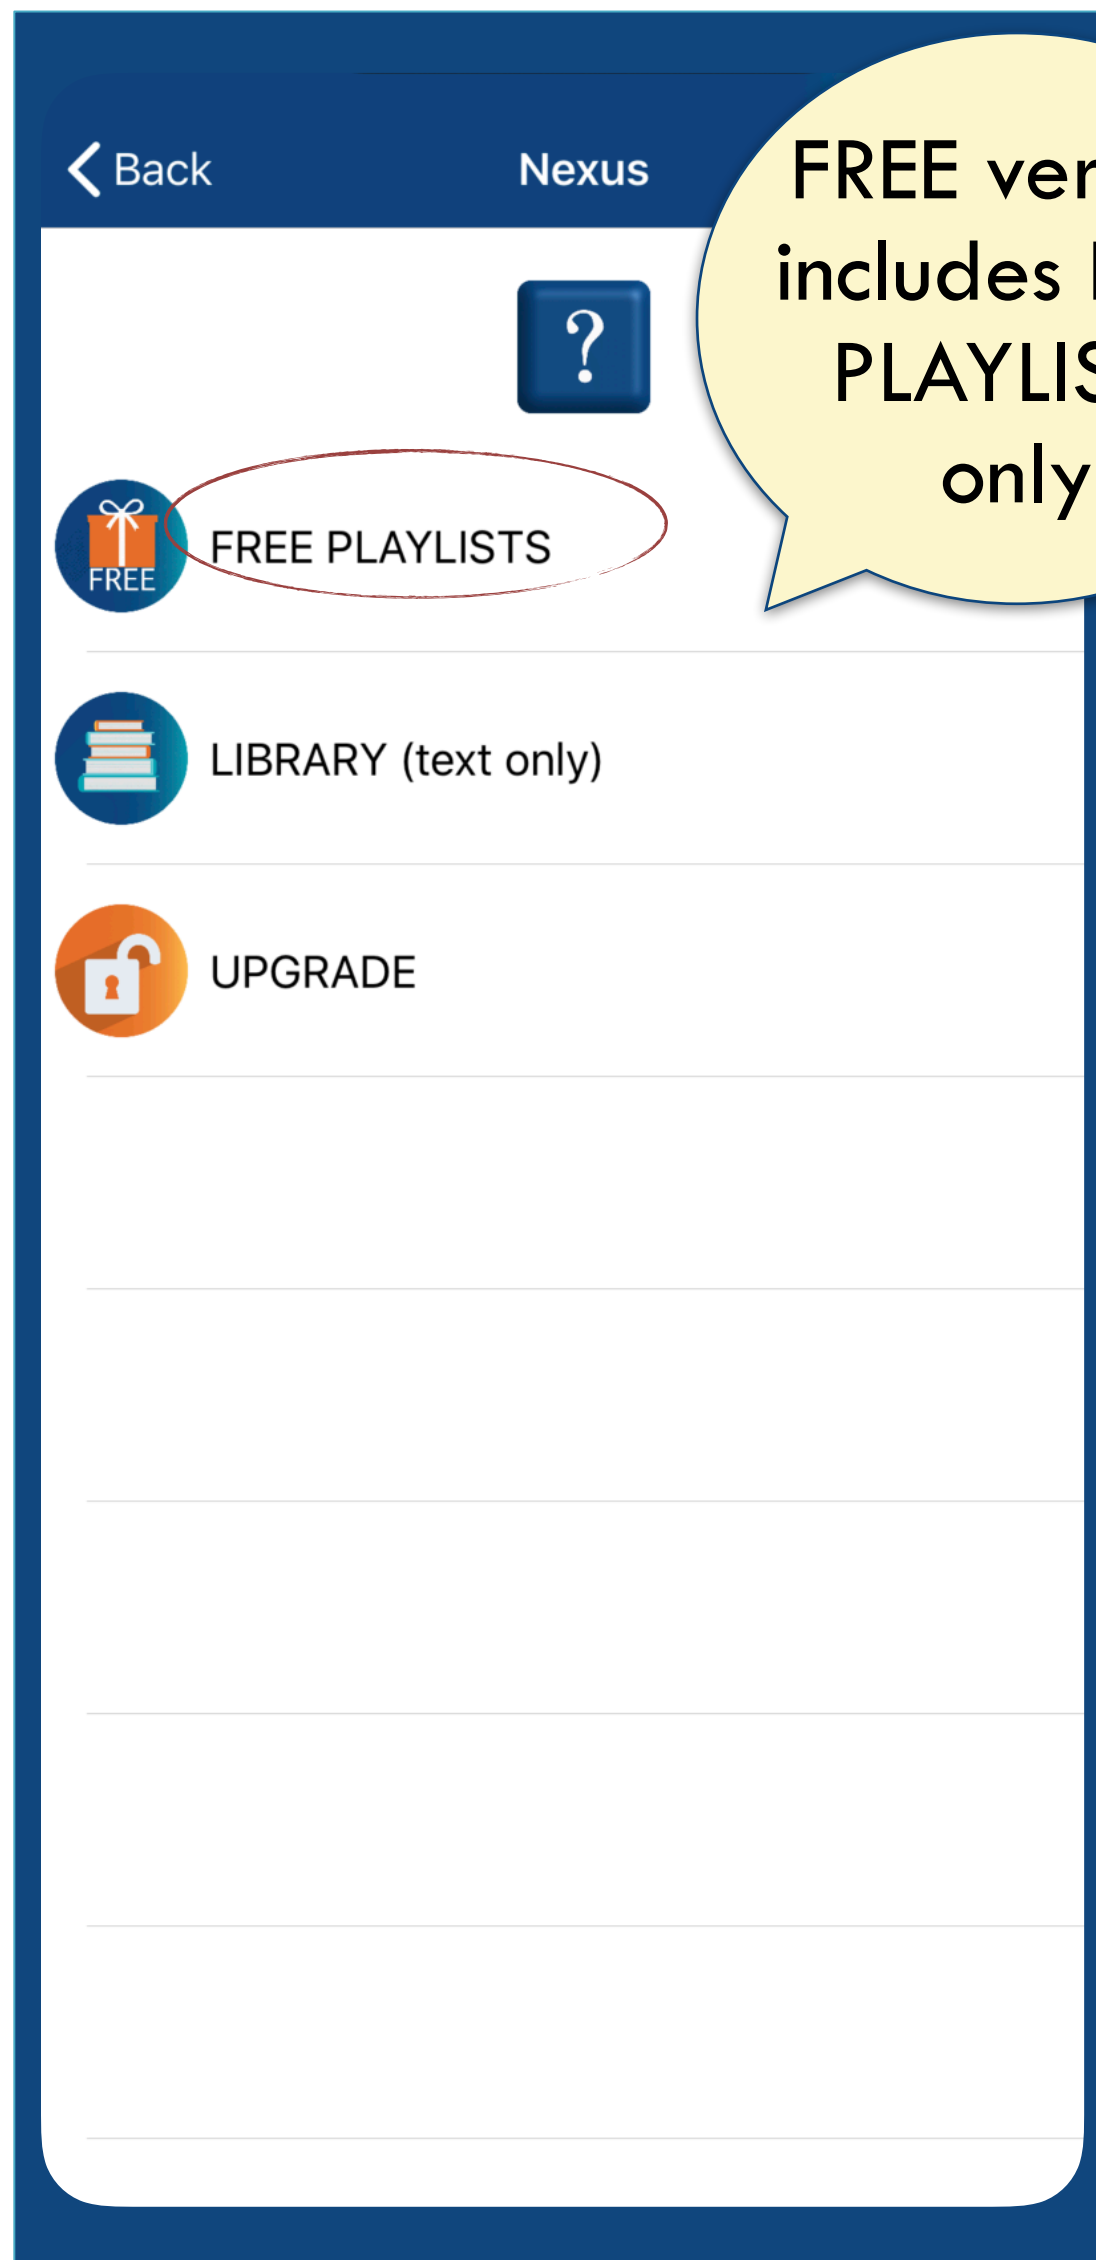 Back
Nexus
FREE
includes
only
?
FREE
FREE PLAYLISTS
LIBRARY (text only)
UPGRADE